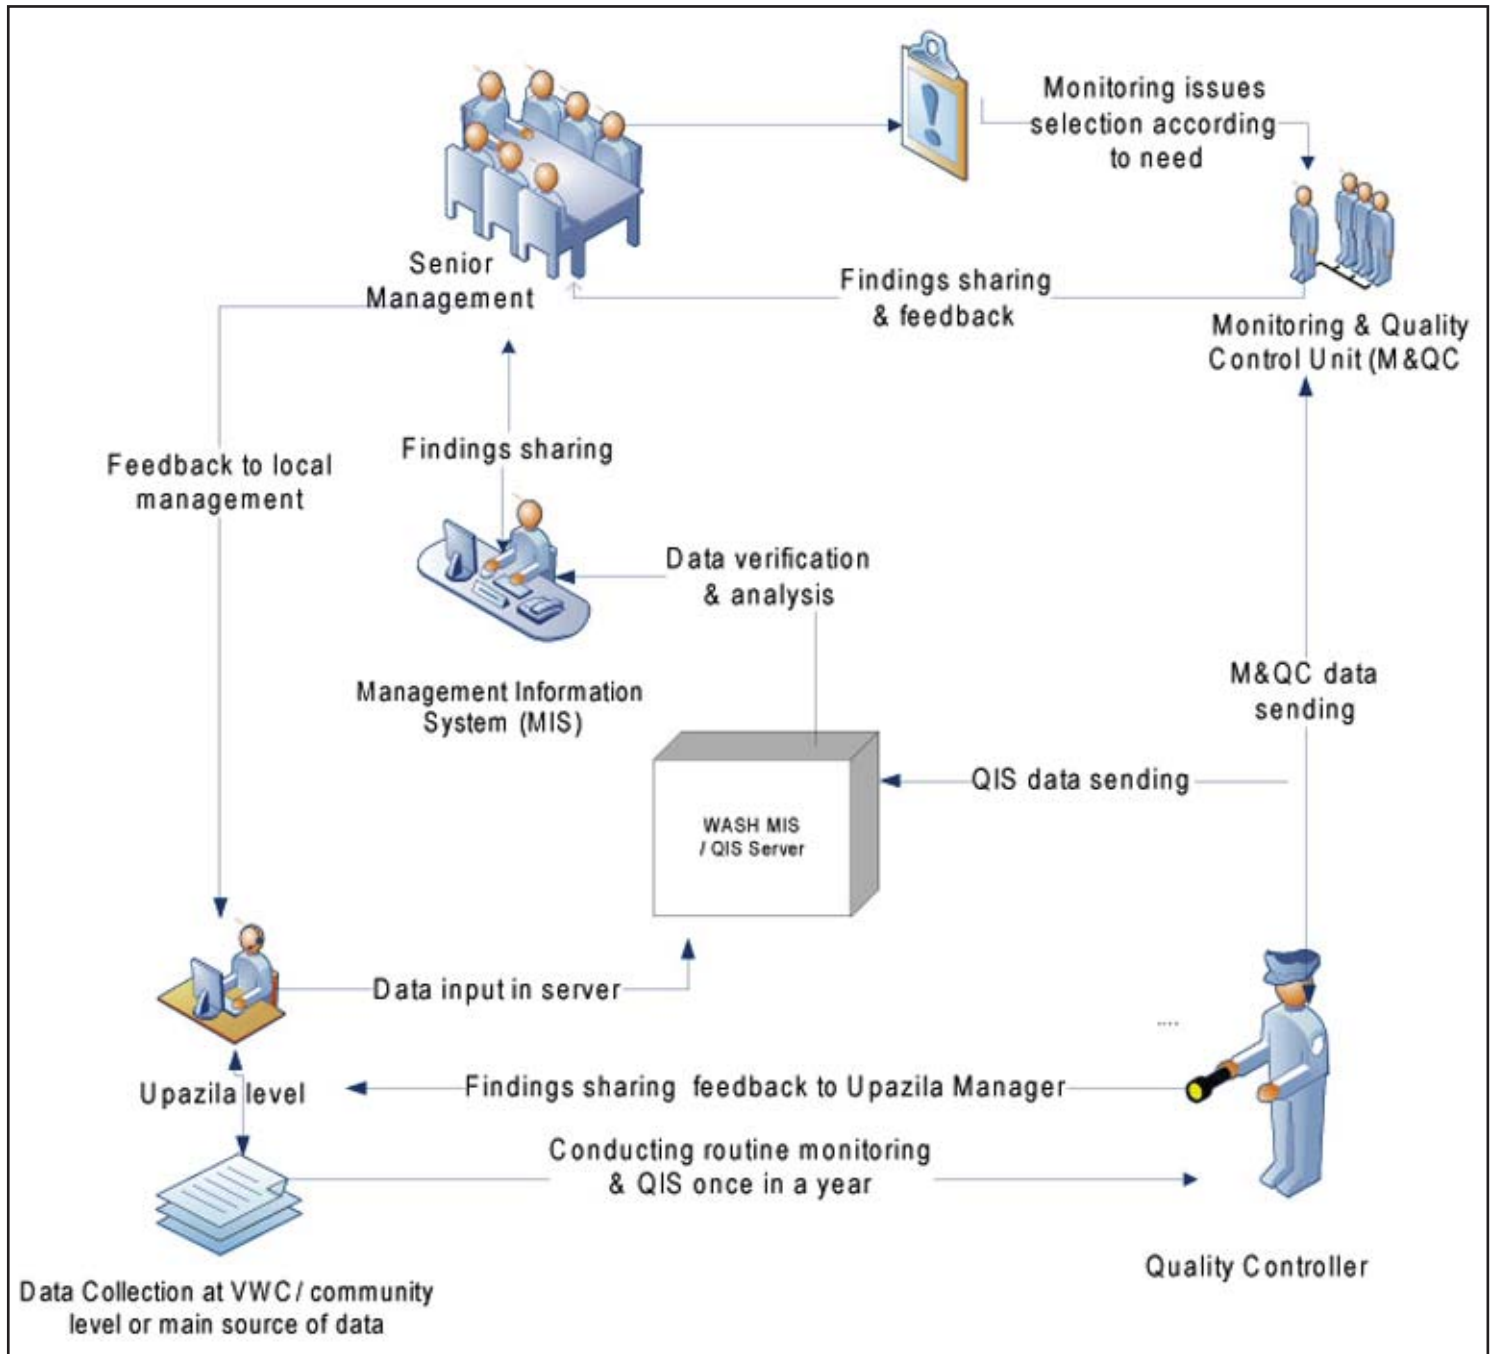 Monitoring issues
selection according
to need
Senior
Management
Findings sharing
& feedback
Monitoring & Quality
Control Unit (M&QC
Findings sharing
Feedback to local
management
Data verification
& analysis
Management Information
System (MIS)
M&QC data
sending
QIS data sending
WASH MIS
/ QIS Server
Data input in server
....
Upazila level
Findings sharing feedback to Upazila Manager
Conducting routine monitoring
& QIS once in a year
Quality Controller
Data Collection at VWC/ community
level or main source of data